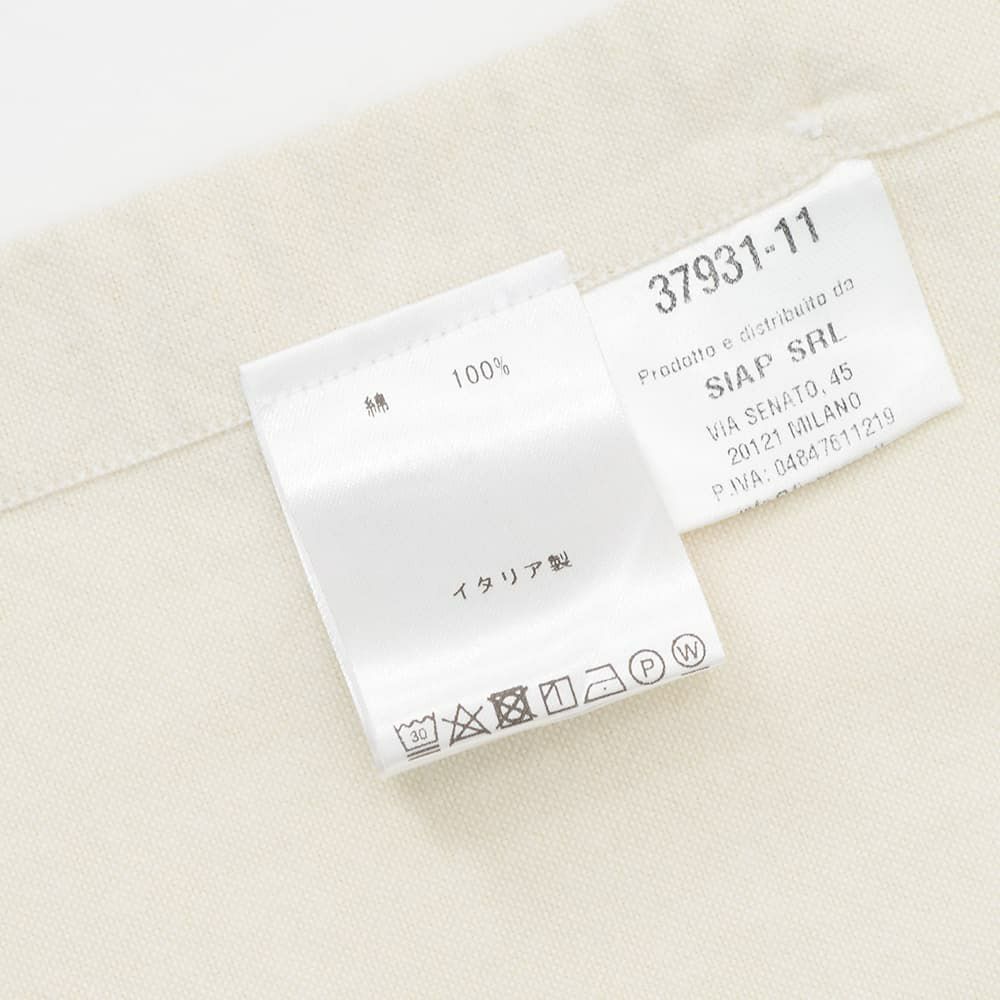 綿 100%
イタリア製
30
P
W
37931-11
Prodotto e distribuito da
SIAP SRL
VIA SENATO, 45
20121 MILANO
P.IVA: 04847611219